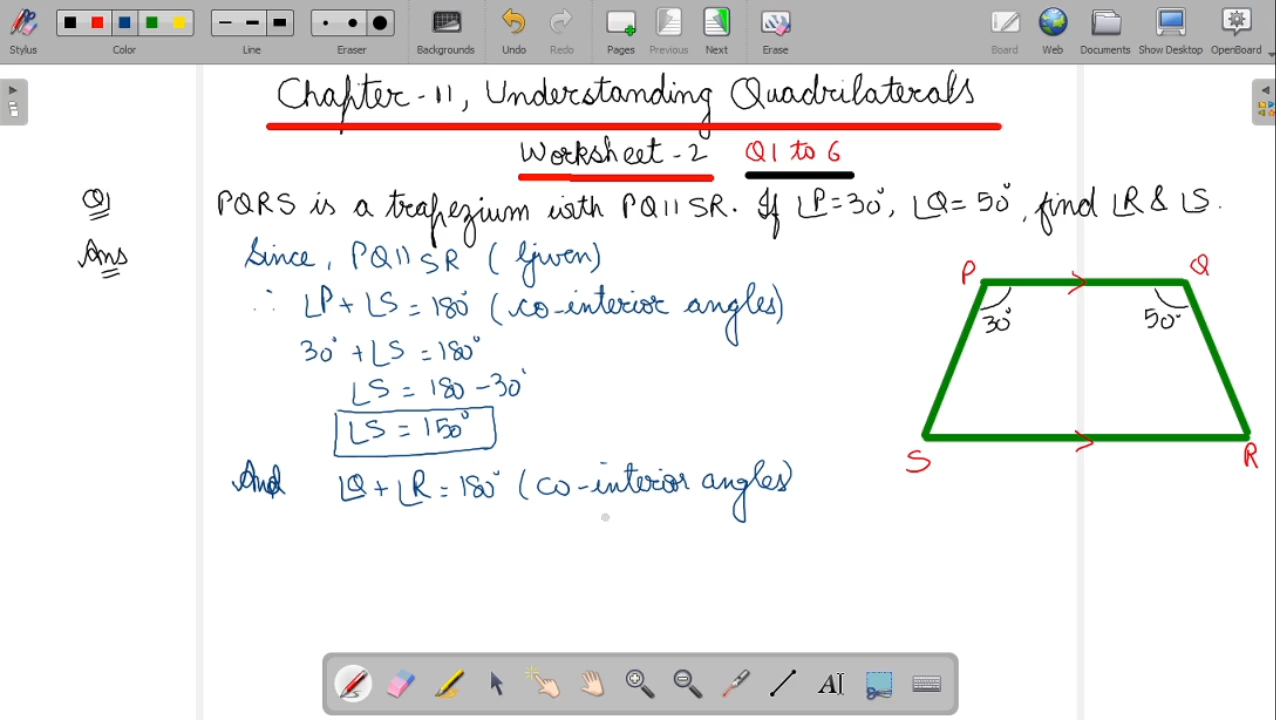 Stylus
Color
Line
Eraser
Backgrounds
Undo
Redo
Pages
Previous
Next
Erase
Board
Web
Documents
Show Desktop
OpenBoard
Chapter-11, Understanding Quadrilaterals
Worksheet-2 Q1 to 6
Q1 PQRS is a trapezium with PQ || SR. If ∠P=30°, ∠Q=50°, find ∠R & ∠S.
Ans Since, PQ || SR (Given)
∴ ∠P + ∠S = 180° (co-interior angles)
30° + ∠S = 180°
∠S = 180 - 30°
∠S = 150°
And ∠Q + ∠R = 180° (co-interior angles)
P Q
30° 50°
S R
AI